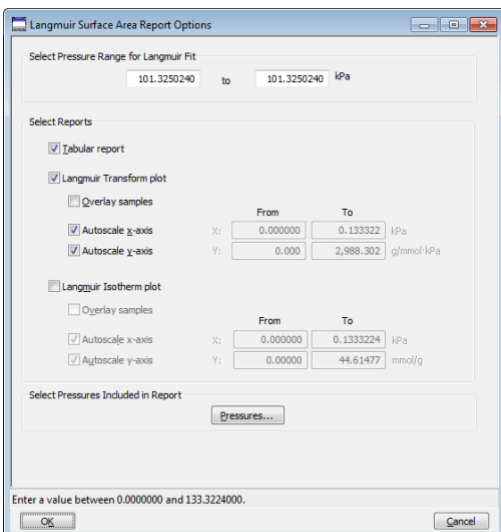 Langmuir Surface Area Report Options
Select Pressure Range for Langmuir Fit
101.3250240 to 101.3250240 kPa
Select Reports
Tabular report
Langmuir Transform plot
Overlay samples
From To
Autoscale x-axis X: 0.000000 0.133322 kPa
Autoscale y-axis Y: 0.000 2,988.302 g/mmol·kPa
Langmuir Isotherm plot
Overlay samples
From To
Autoscale x-axis X: 0.000000 0.1333224 kPa
Autoscale y-axis Y: 0.00000 44.61477 mmol/g
Select Pressures Included in Report
Pressures...
Enter a value between 0.0000000 and 133.3224000.
OK Cancel